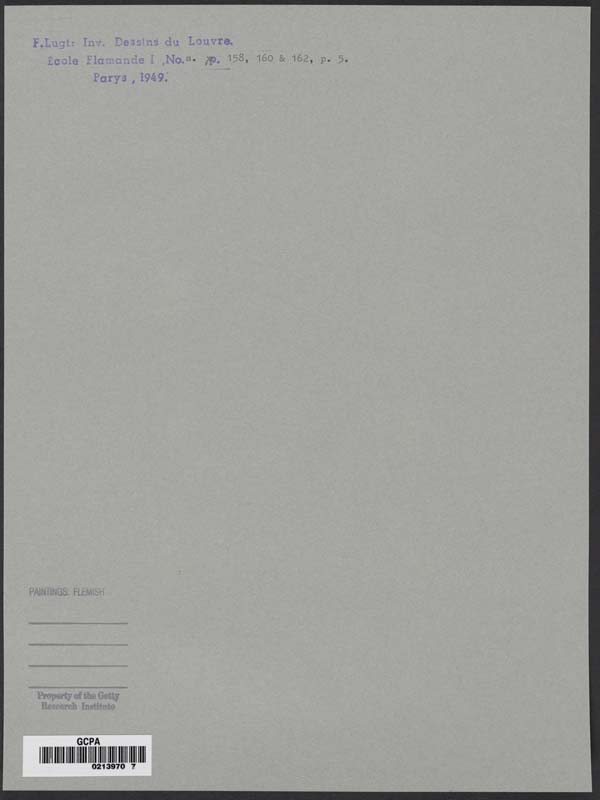 F.Lugt: Inv. Dessins du Louvre.
Ecole Flamande I ,No.s. p. 158, 160 & 162, p. 5.
Parys , 1949.
PAINTINGS: FLEMISH
Property of the Getty
Research Institute
GCPA
0213970 7